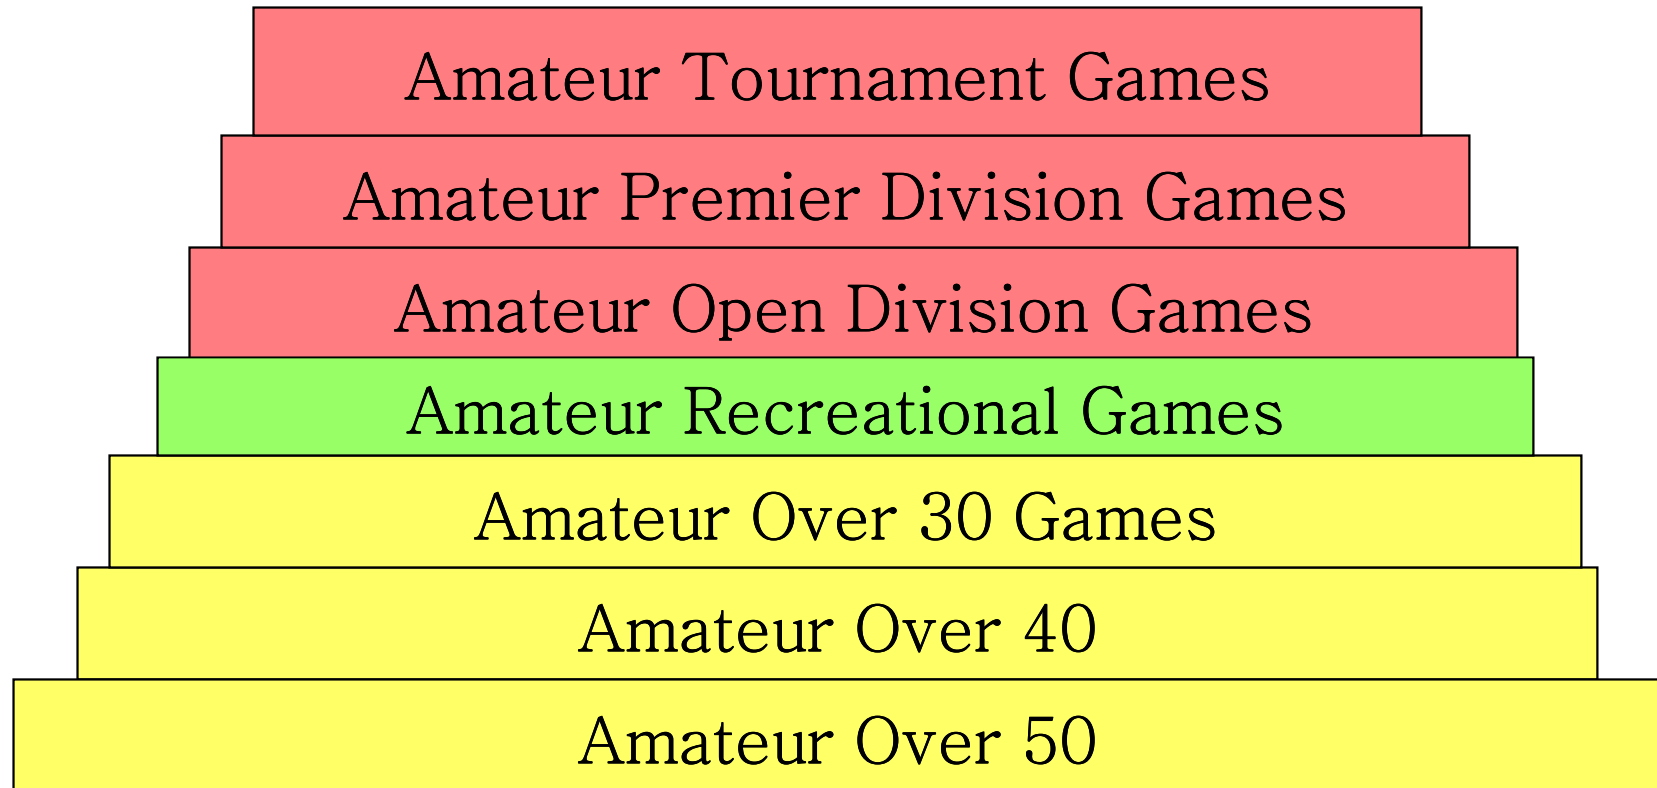 Amateur Tournament Games
Amateur Premier Division Games
Amateur Open Division Games
Amateur Recreational Games
Amateur Over 30 Games
Amateur Over 40
Amateur Over 50